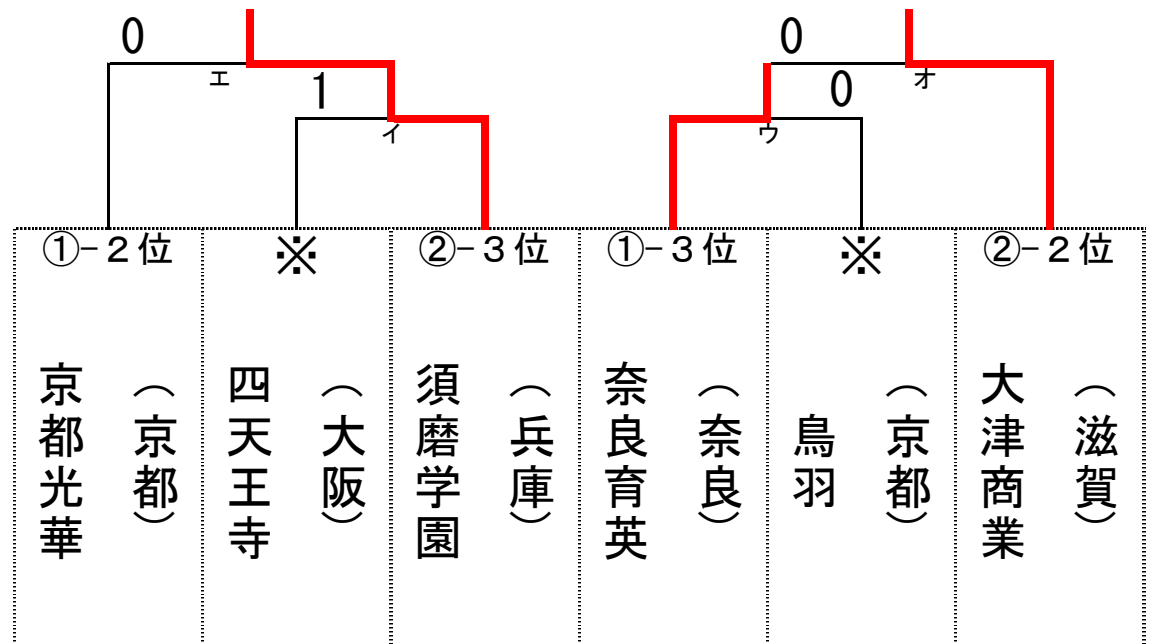 0
0
エ
1
イ
0
ウ
オ
①-2位
※
②-3位
①-3位
※
②-2位
京都光華
（京都）
四天王寺
（大阪）
須磨学園
（兵庫）
奈良育英
（奈良）
鳥羽
（京都）
大津商業
（滋賀）